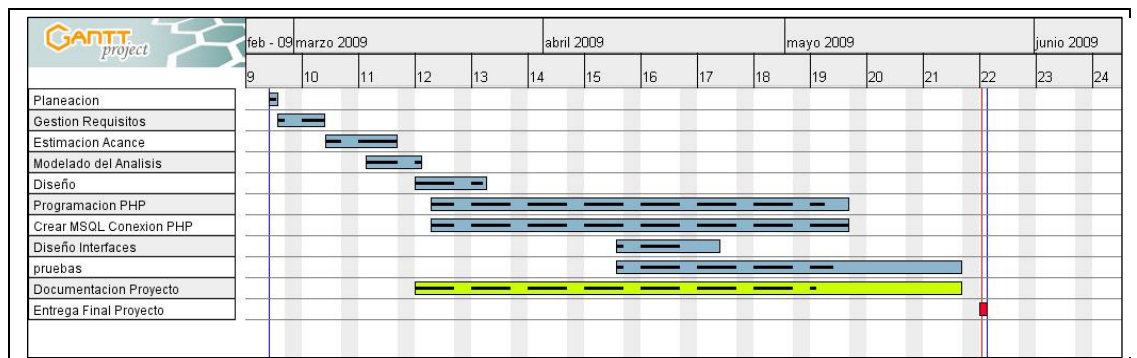 GANTT
project
feb - 09 marzo 2009 abril 2009 mayo 2009 junio 2009
9 10 11 12 13 14 15 16 17 18 19 20 21 22 23 24
Planeacion
Gestion Requisitos
Estimacion Acance
Modelado del Analisis
Diseño
Programacion PHP
Crear MSQL Conexion PHP
Diseño Interfaces
pruebas
Documentacion Proyecto
Entrega Final Proyecto